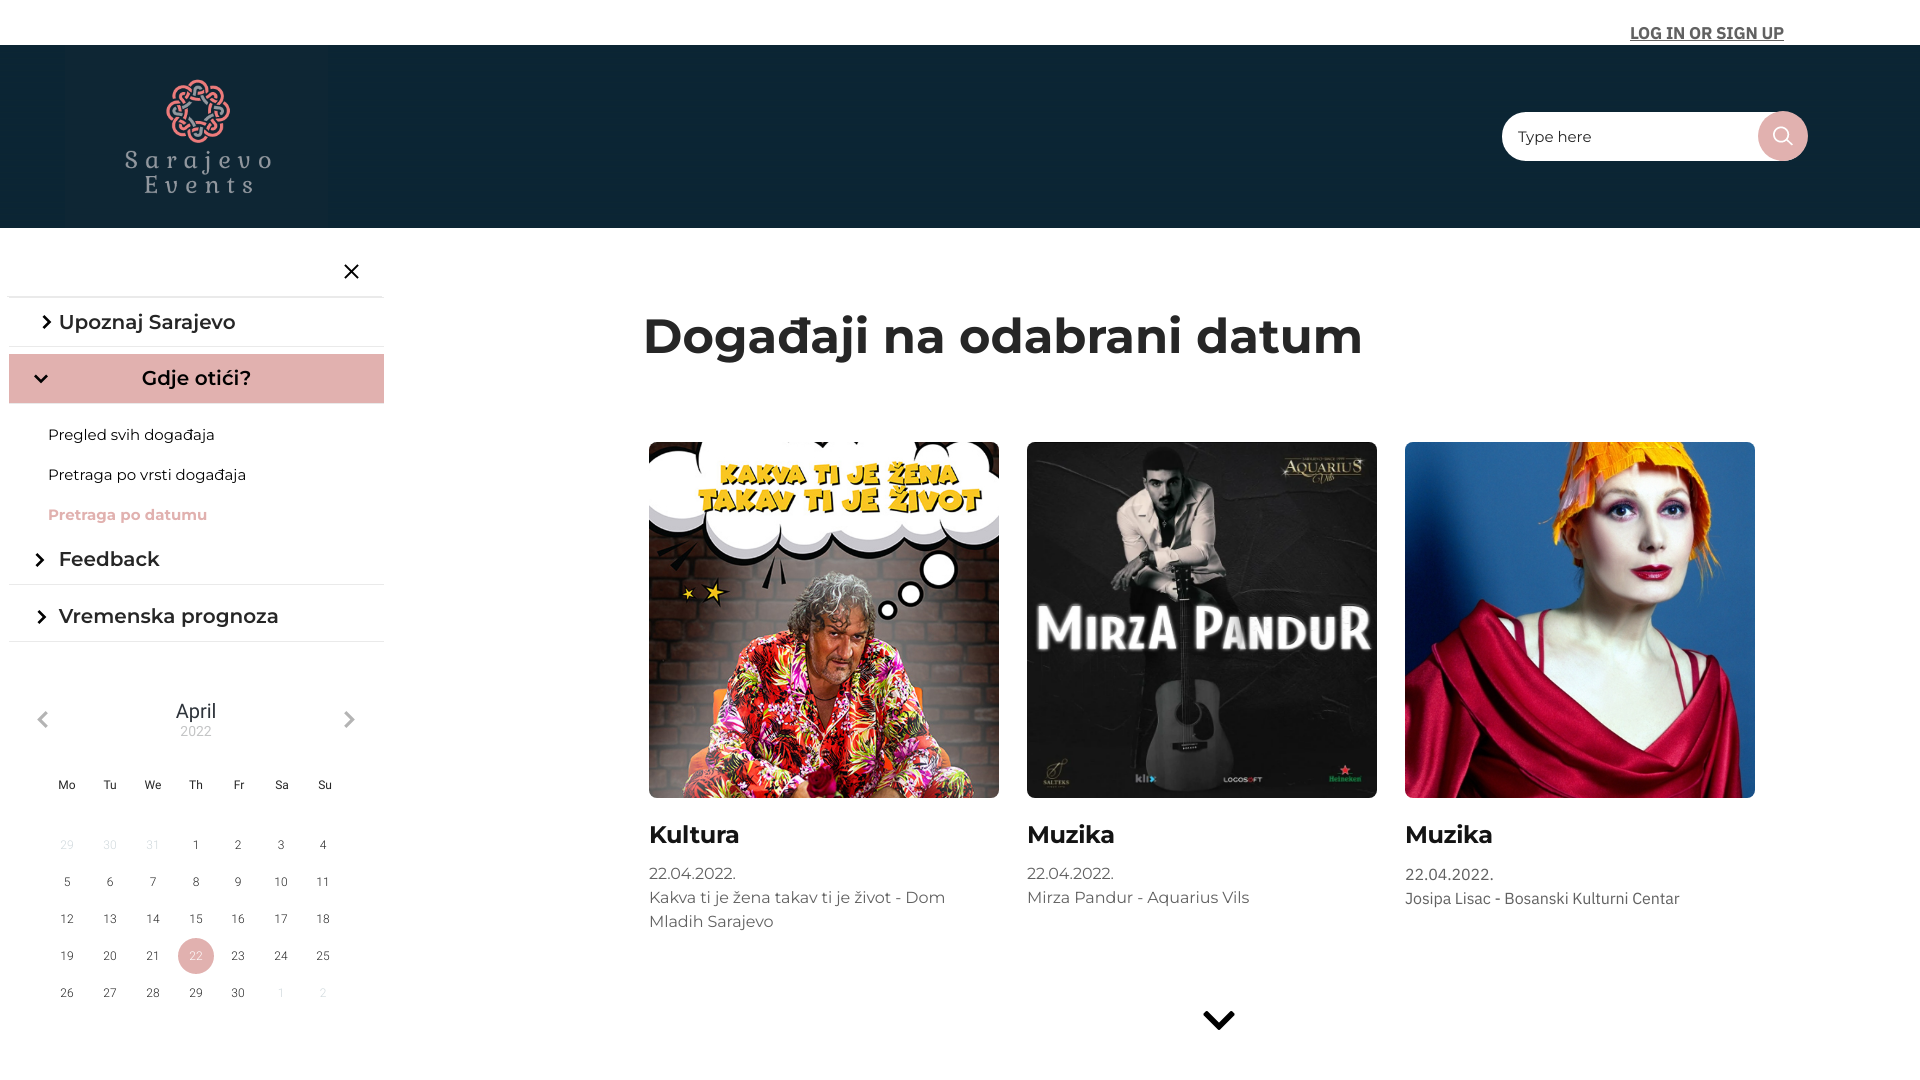 LOG IN OR SIGN UP
Sarajevo
Events
Type here
Upoznaj Sarajevo
Gdje otići?
Pregled svih događaja
Pretraga po vrsti događaja
Pretraga po datumu
Feedback
Vremenska prognoza
April
2022
Mo Tu We Th Fr Sa Su
29 30 31 1 2 3 4
5 6 7 8 9 10 11
12 13 14 15 16 17 18
19 20 21 22 23 24 25
26 27 28 29 30 1 2
Događaji na odabrani datum
KAKVA TI JE ŽENA
TAKAV TI JE ŽIVOT
Kultura
22.04.2022.
Kakva ti je žena takav ti je život - Dom
Mladih Sarajevo
AQUARIUS
Vils
MIRZA PANDUR
SALTEKS
klix
LOGOSOFT
Heineken
Muzika
22.04.2022.
Mirza Pandur - Aquarius Vils
Muzika
22.04.2022.
Josipa Lisac - Bosanski Kulturni Centar